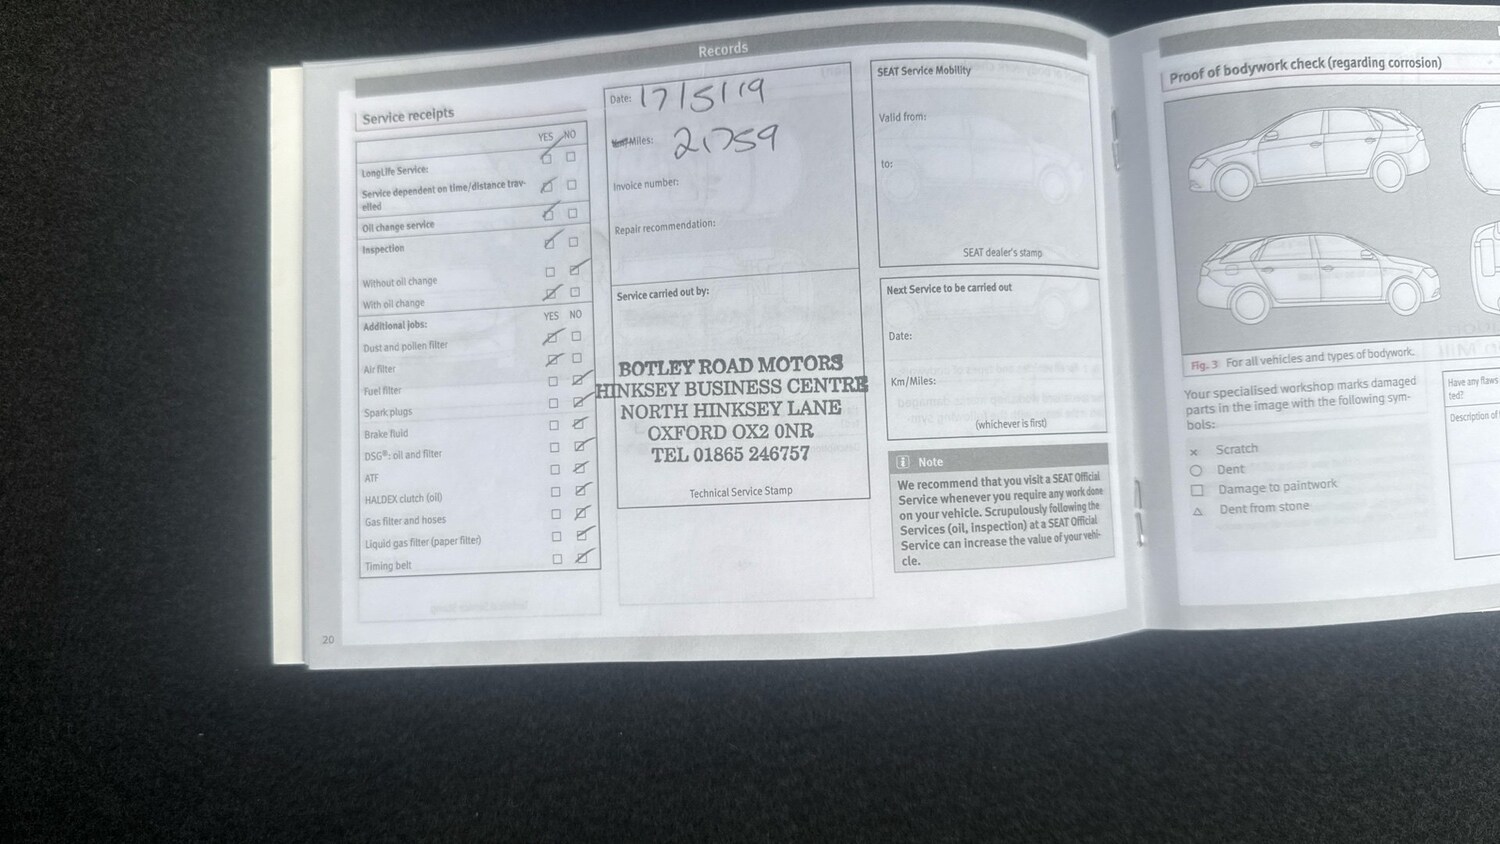 Records
Service receipts
YES NO
LongLife Service:
Service dependent on time/distance trav-
elled
Oil change service
Inspection
Without oil change
With oil change
Additional jobs: YES NO
Dust and pollen filter
Air filter
Fuel filter
Spark plugs
Brake fluid
DSG®: oil and filter
ATF
HALDEX clutch (oil)
Gas filter and hoses
Liquid gas filter (paper filter)
Timing belt
20
Date: 17/5/19
Miles: 21759
Invoice number:
Repair recommendation:
Service carried out by:
BOTLEY ROAD MOTORS
HINKSEY BUSINESS CENTRE
NORTH HINKSEY LANE
OXFORD OX2 0NR
TEL 01865 246757
Technical Service Stamp
SEAT Service Mobility
Valid from:
to:
SEAT dealer's stamp
Next Service to be carried out
Date:
Km/Miles:
(whichever is first)
i Note
We recommend that you visit a SEAT Official
Service whenever you require any work done
on your vehicle. Scrupulously following the
Services (oil, inspection) at a SEAT Official
Service can increase the value of your vehi-
cle.
Proof of bodywork check (regarding corrosion)
Fig. 3 For all vehicles and types of bodywork.
Your specialised workshop marks damaged
parts in the image with the following sym-
bols:
× Scratch
○ Dent
□ Damage to paintwork
△ Dent from stone
Have any flaws
ted?
Description of